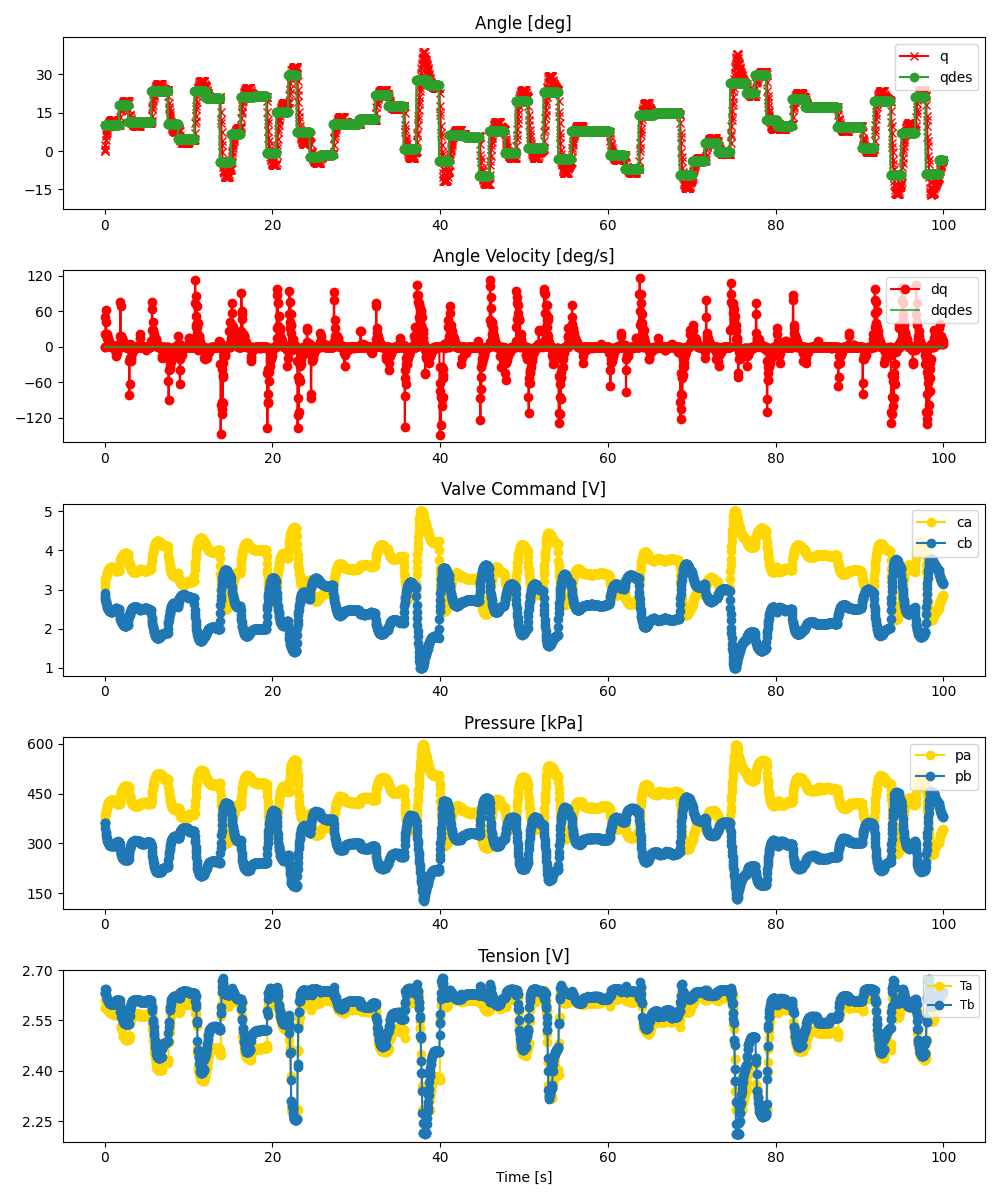 Angle [deg]
30
15
0
−15
q
qdes
0 20 40 60 80 100
Angle Velocity [deg/s]
120
60
0
−60
−120
dq
dqdes
0 20 40 60 80 100
Valve Command [V]
5
4
3
2
1
ca
cb
0 20 40 60 80 100
Pressure [kPa]
600
450
300
150
pa
pb
0 20 40 60 80 100
Tension [V]
2.70
2.55
2.40
2.25
Ta
Tb
0 20 40 60 80 100
Time [s]